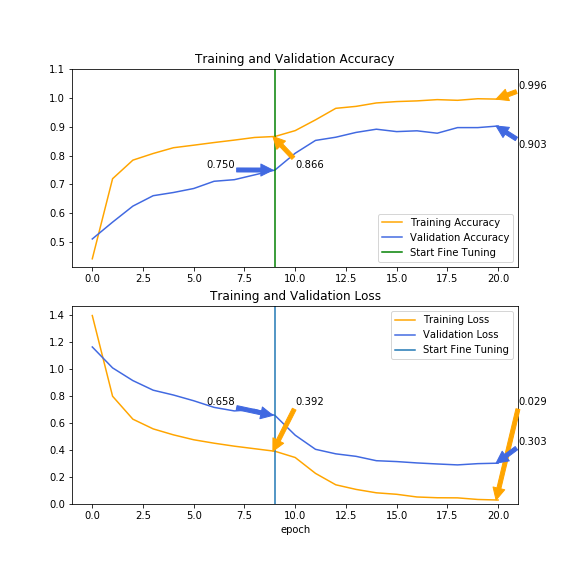 Training and Validation Accuracy
1.1
1.0
0.9
0.8
0.7
0.6
0.5
0.996
0.903
0.750
0.866
Training Accuracy
Validation Accuracy
Start Fine Tuning
0.0 2.5 5.0 7.5 10.0 12.5 15.0 17.5 20.0
Training and Validation Loss
1.4
1.2
1.0
0.8
0.6
0.4
0.2
0.0
Training Loss
Validation Loss
Start Fine Tuning
0.658
0.392
0.029
0.303
0.0 2.5 5.0 7.5 10.0 12.5 15.0 17.5 20.0
epoch